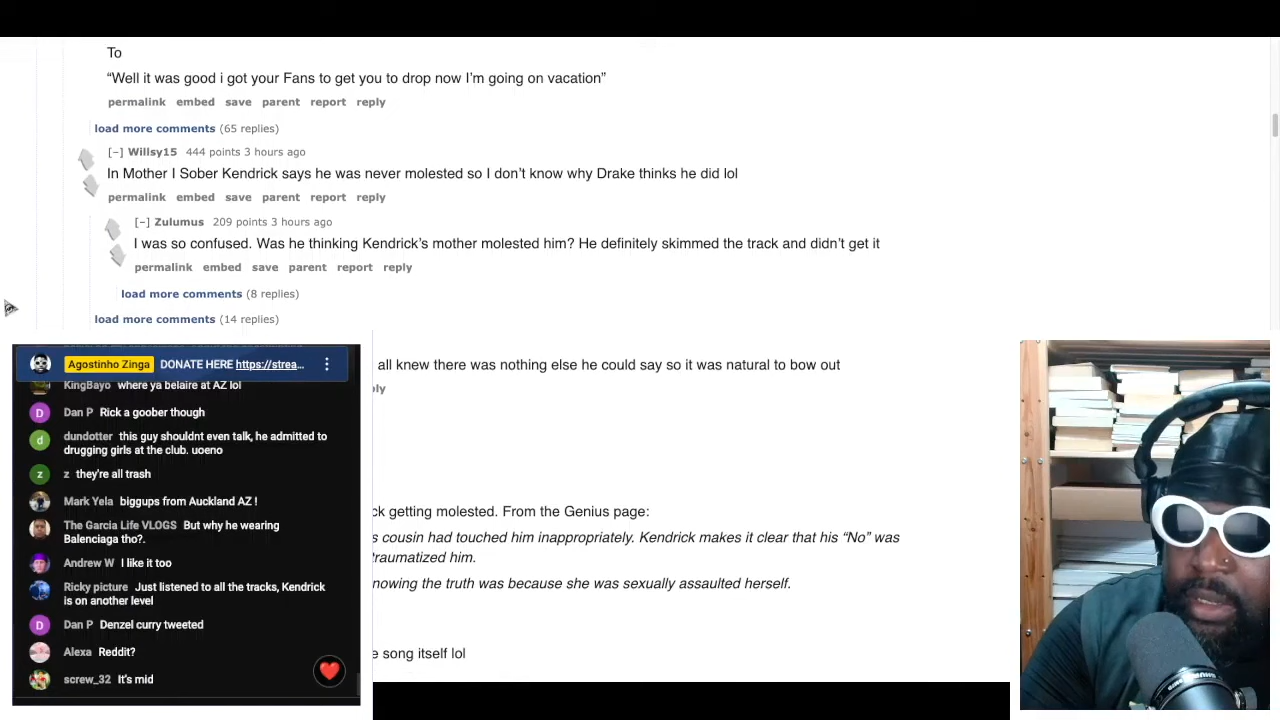 To
“Well it was good i got your Fans to get you to drop now I’m going on vacation”
permalink embed save parent report reply
load more comments (65 replies)
[–] Willsy15 444 points 3 hours ago
In Mother I Sober Kendrick says he was never molested so I don’t know why Drake thinks he did lol
permalink embed save parent report reply
[–] Zulumus 209 points 3 hours ago
I was so confused. Was he thinking Kendrick’s mother molested him? He definitely skimmed the track and didn’t get it
permalink embed save parent report reply
load more comments (8 replies)
load more comments (14 replies)
all knew there was nothing else he could say so it was natural to bow out
ply
ck getting molested. From the Genius page:
s cousin had touched him inappropriately. Kendrick makes it clear that his “No” was
traumatized him.
nowing the truth was because she was sexually assaulted herself.
e song itself lol
Agostinho Zinga DONATE HERE https://strea...
KingBayo where ya belaire at AZ lol
D Dan P Rick a goober though
d dundotter this guy shouldnt even talk, he admitted to
drugging girls at the club. uoeno
z z they're all trash
Mark Yela biggups from Auckland AZ !
The Garcia Life VLOGS But why he wearing
Balenciaga tho?.
Andrew W I like it too
Ricky picture Just listened to all the tracks, Kendrick
is on another level
D Dan P Denzel curry tweeted
Alexa Reddit?
screw_32 It's mid